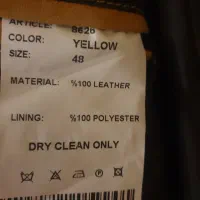 ARTICLE: 8626
COLOR: YELLOW
SIZE: 48
MATERIAL: %100 LEATHER
LINING: %100 POLYESTER
DRY CLEAN ONLY